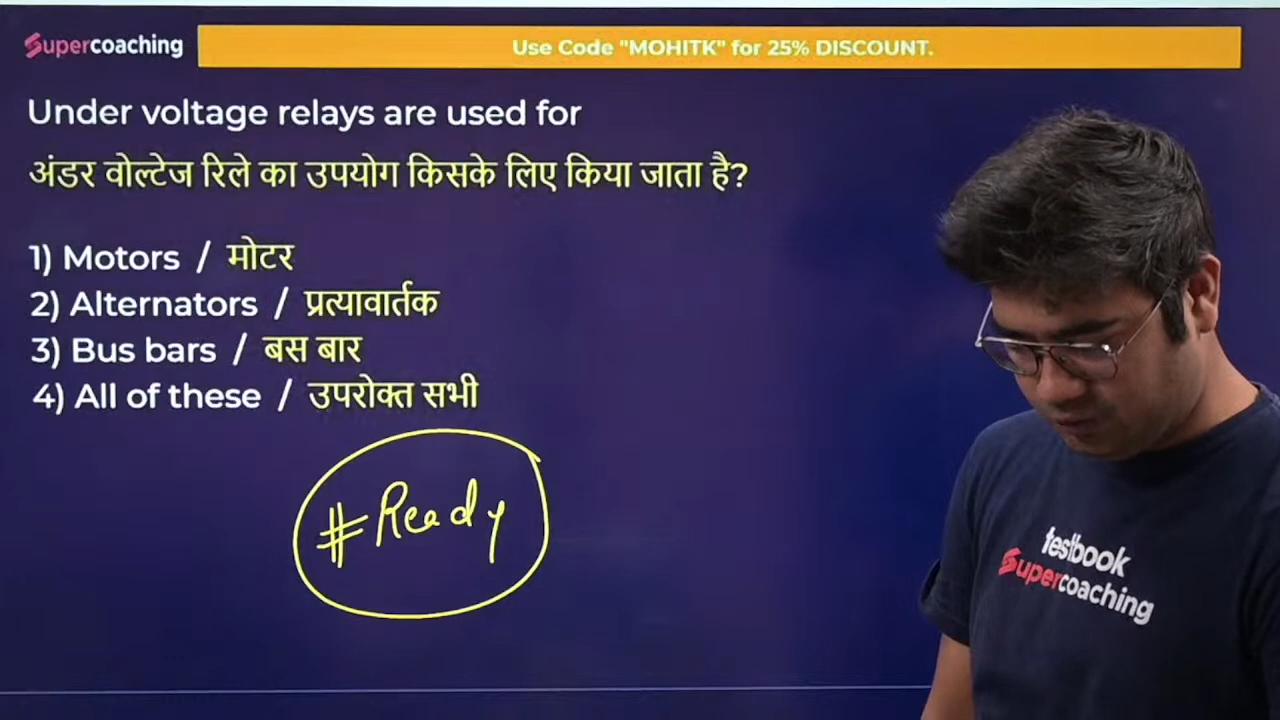 Supercoaching
Use Code "MOHITK" for 25% DISCOUNT.
Under voltage relays are used for
अंडर वोल्टेज रिले का उपयोग किसके लिए किया जाता है?
1) Motors / मोटर
2) Alternators / प्रत्यावार्तक
3) Bus bars / बस बार
4) All of these / उपरोक्त सभी
#Ready
testbook
Supercoaching